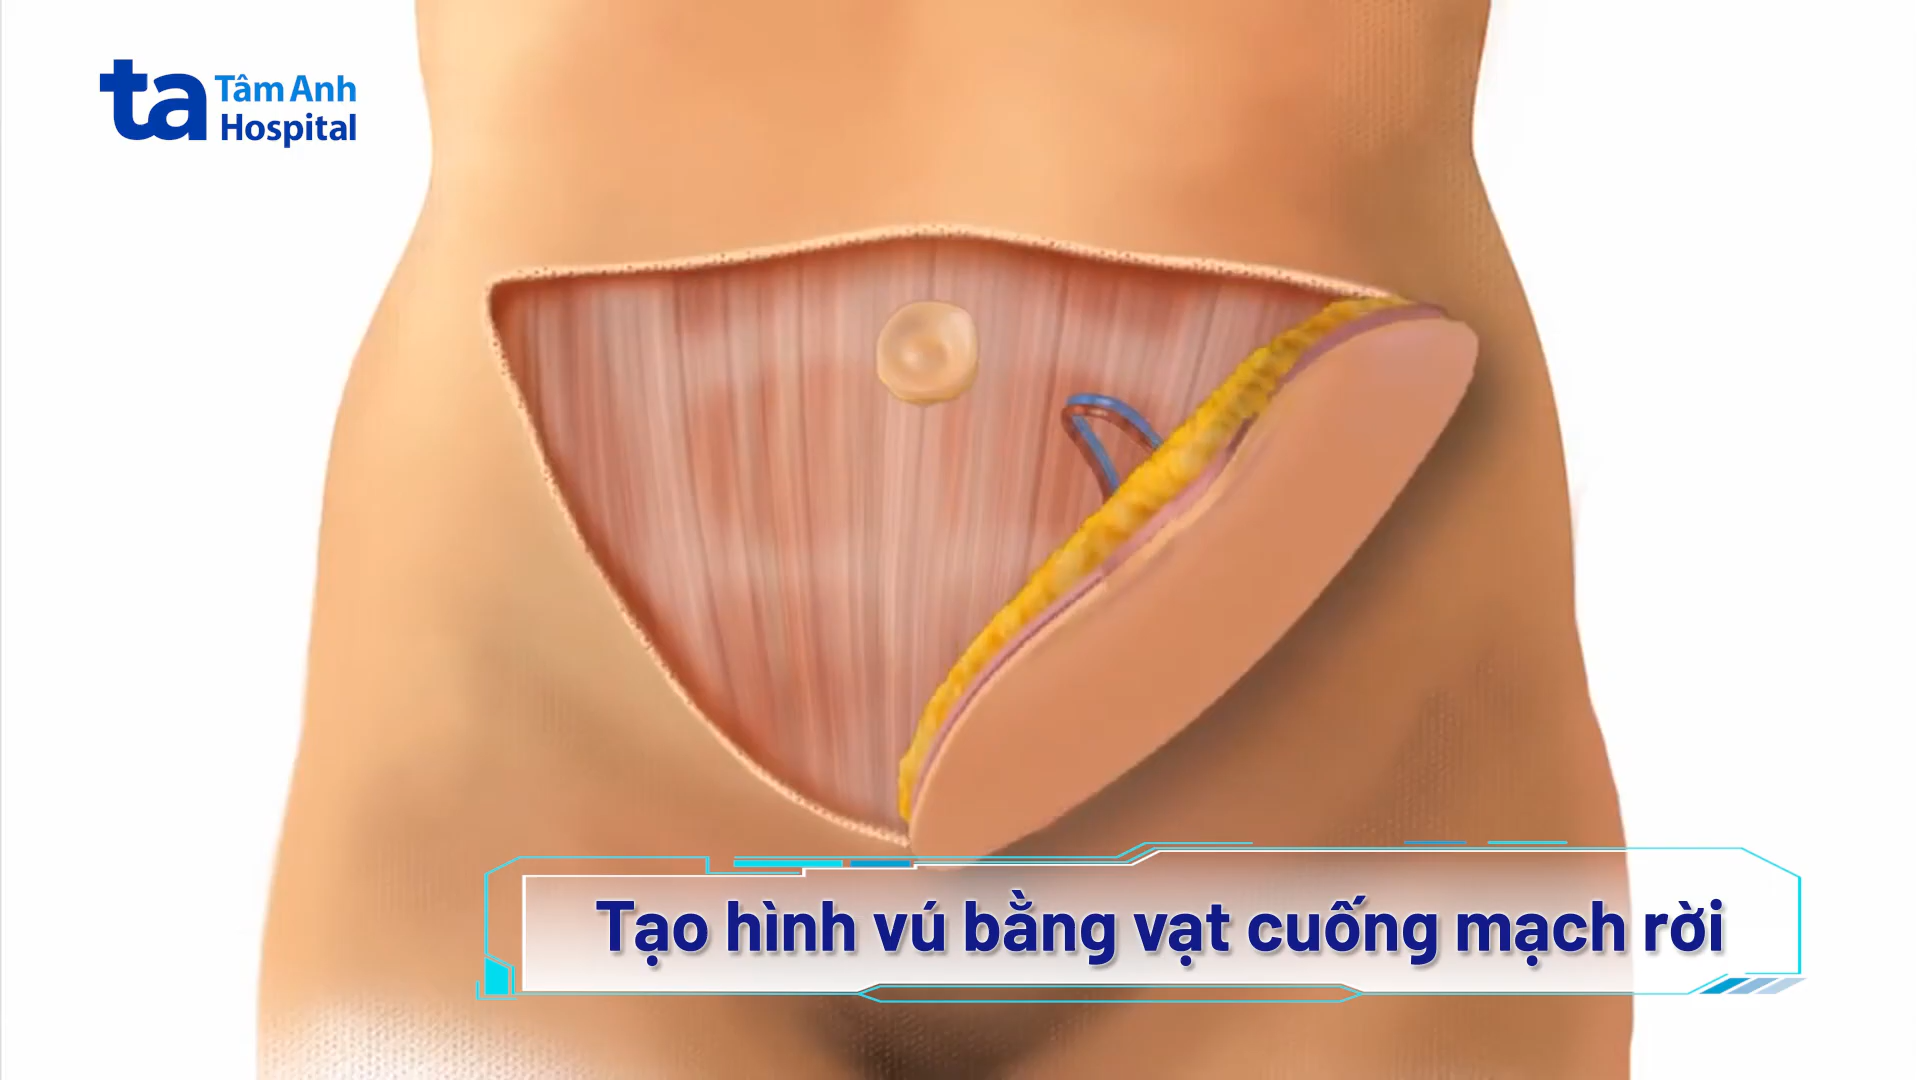 ta
Tâm Anh
Hospital
Tạo hình vú bằng vạt cuống mạch rời